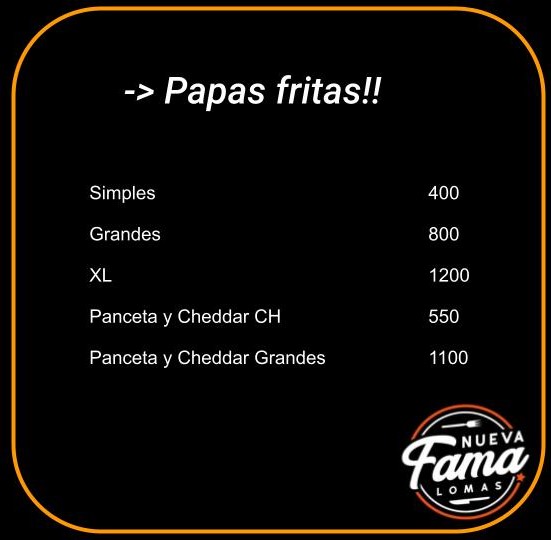 -> Papas fritas!!
Simples 400
Grandes 800
XL 1200
Panceta y Cheddar CH 550
Panceta y Cheddar Grandes 1100
NUEVA
Fama
LOMAS